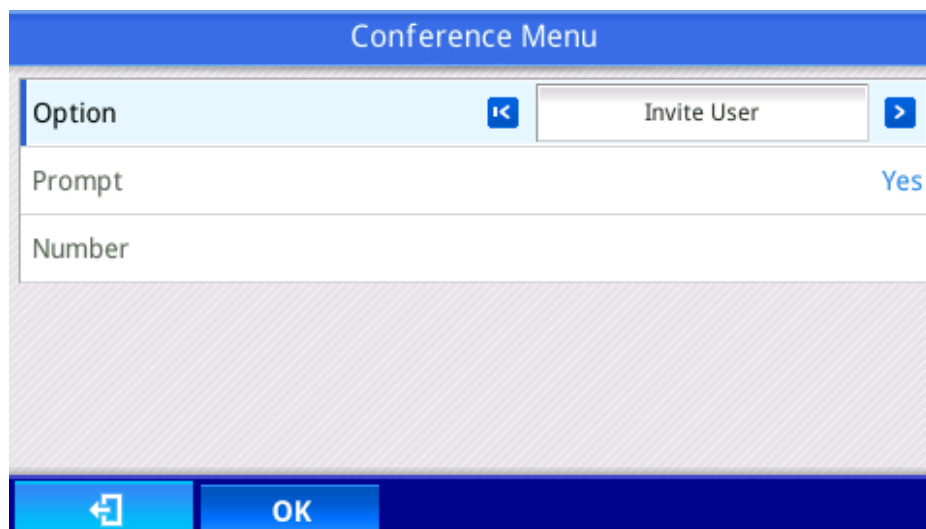 Conference Menu
Option Invite User
Prompt Yes
Number
OK